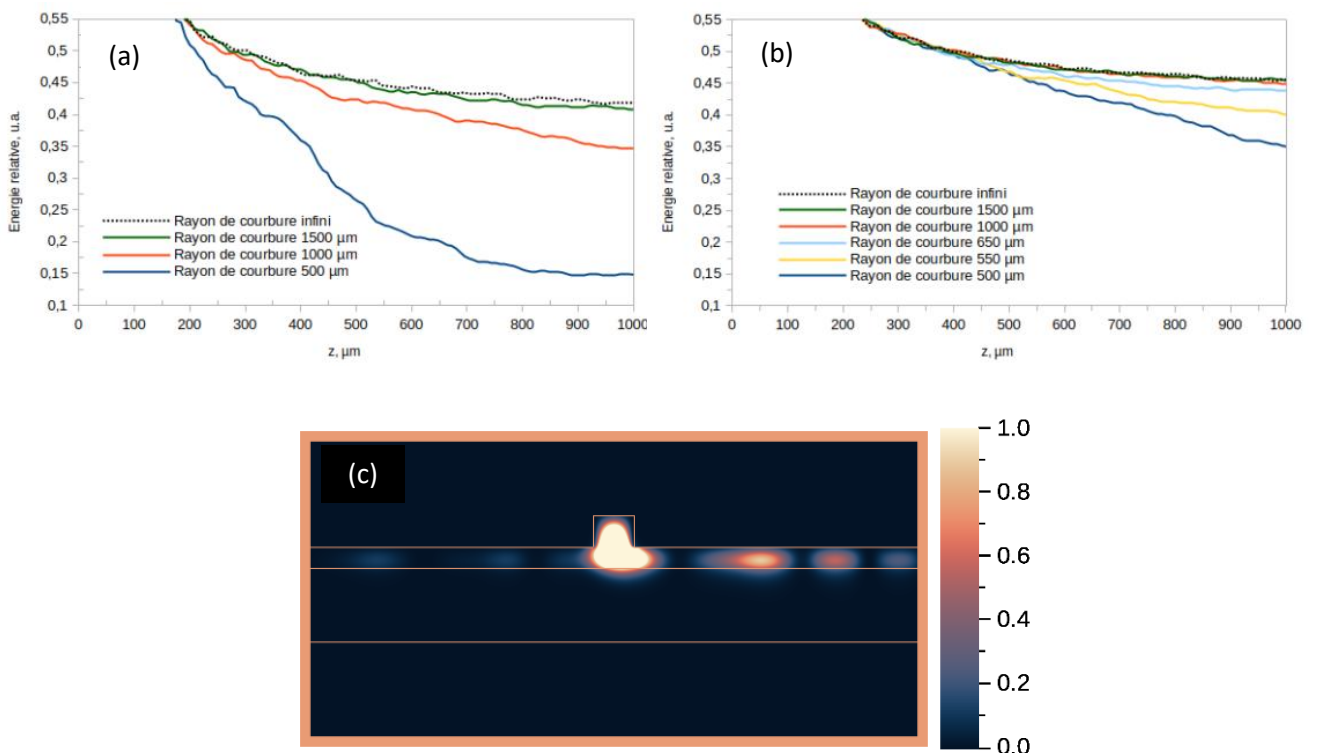 0,55
0,5
0,45
0,4
0,35
0,3
0,25
0,2
0,15
0,1
Energie relative, u.a.
(a)
Rayon de courbure infini
Rayon de courbure 1500 µm
Rayon de courbure 1000 µm
Rayon de courbure 500 µm
0 100 200 300 400 500 600 700 800 900 1000
z, µm
0,55
0,5
0,45
0,4
0,35
0,3
0,25
0,2
0,15
0,1
Energie relative, u.a.
(b)
Rayon de courbure infini
Rayon de courbure 1500 µm
Rayon de courbure 1000 µm
Rayon de courbure 650 µm
Rayon de courbure 550 µm
Rayon de courbure 500 µm
0 100 200 300 400 500 600 700 800 900 1000
z, µm
(c)
1.0
0.8
0.6
0.4
0.2
0.0